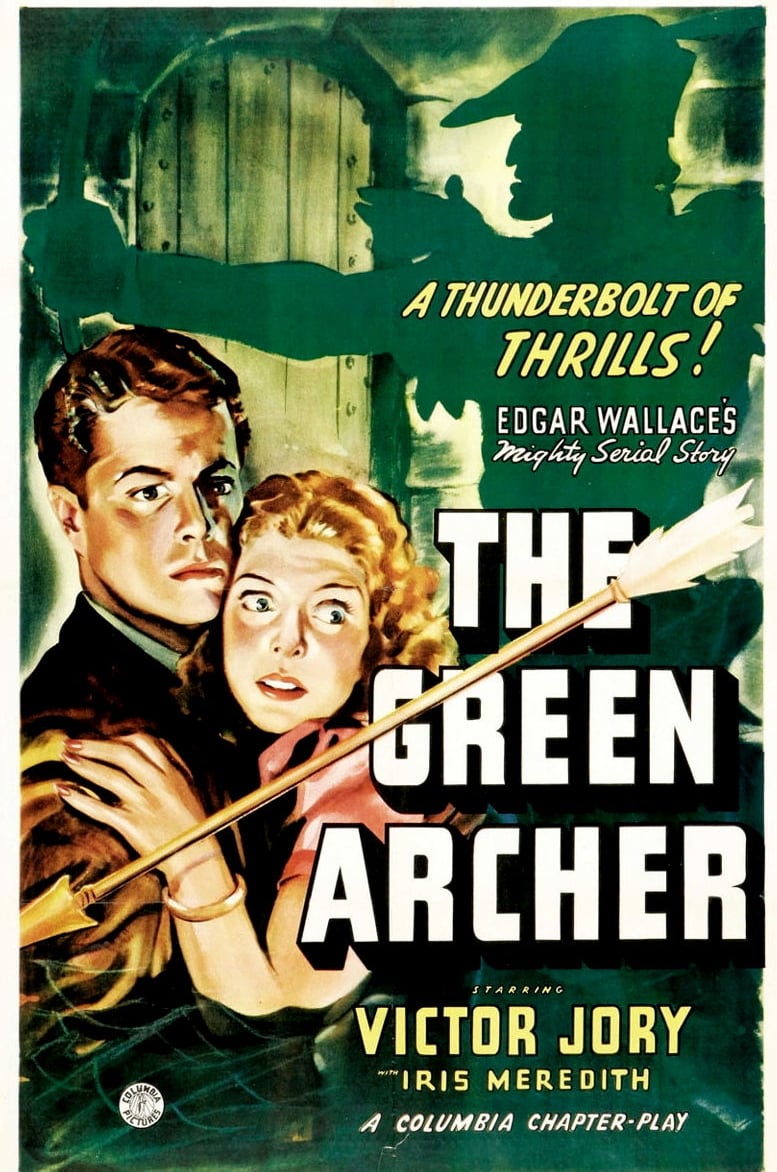 A THUNDERBOLT OF
THRILLS!
EDGAR WALLACE'S
Mighty Serial Story
THE
GREEN
ARCHER
STARRING
VICTOR JORY
WITH IRIS MEREDITH
A COLUMBIA CHAPTER-PLAY
COLUMBIA
PICTURES